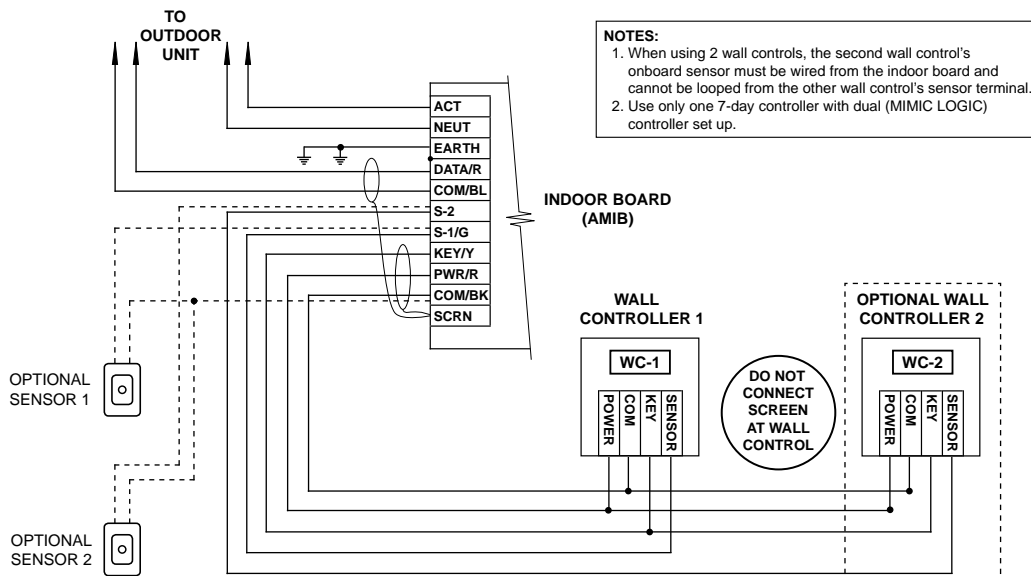 TO
OUTDOOR
UNIT
NOTES:
1. When using 2 wall controls, the second wall control's
onboard sensor must be wired from the indoor board and
cannot be looped from the other wall control's sensor terminal.
2. Use only one 7-day controller with dual (MIMIC LOGIC)
controller set up.
ACT
NEUT
EARTH
DATA/R
COM/BL
S-2
S-1/G
KEY/Y
PWR/R
COM/BK
SCRN
INDOOR BOARD
(AMIB)
WALL
CONTROLLER 1
WC-1
POWER
COM
KEY
SENSOR
DO NOT
CONNECT
SCREEN
AT WALL
CONTROL
OPTIONAL WALL
CONTROLLER 2
WC-2
POWER
COM
KEY
SENSOR
OPTIONAL
SENSOR 1
OPTIONAL
SENSOR 2